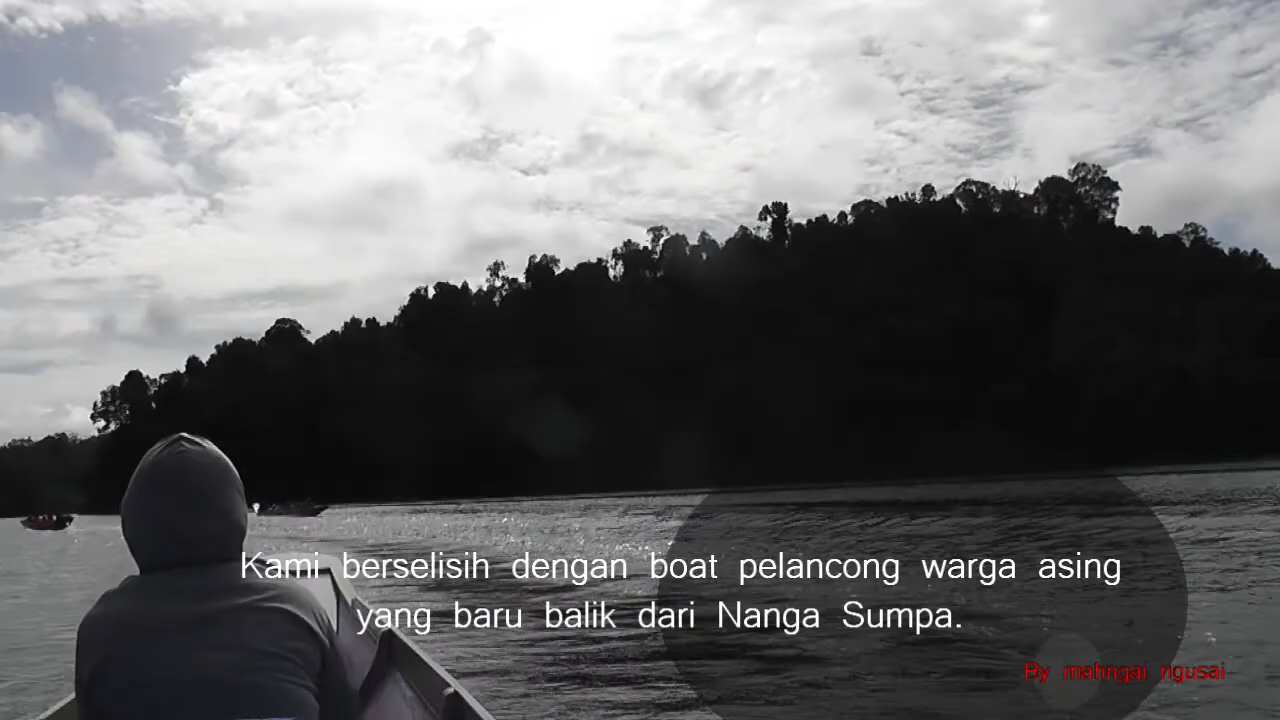 Kami berselisih dengan boat pelancong warga asing
yang baru balik dari Nanga Sumpa.
By mahngai ngusai